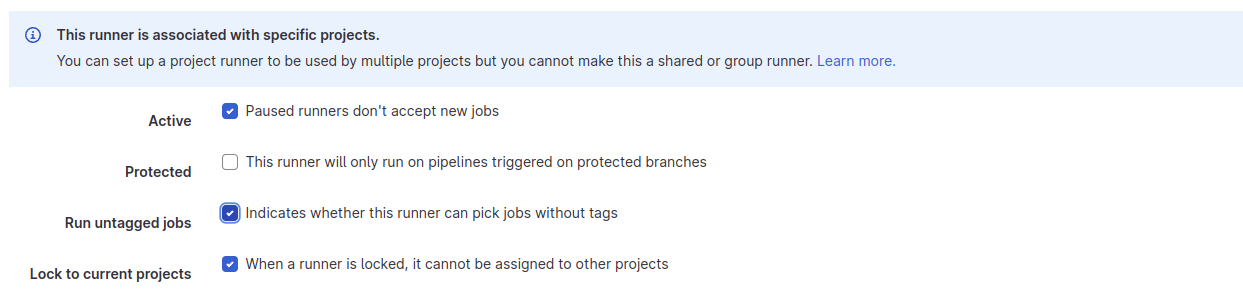 This runner is associated with specific projects.
You can set up a project runner to be used by multiple projects but you cannot make this a shared or group runner. Learn more.
Active Paused runners don't accept new jobs
Protected This runner will only run on pipelines triggered on protected branches
Run untagged jobs Indicates whether this runner can pick jobs without tags
Lock to current projects When a runner is locked, it cannot be assigned to other projects